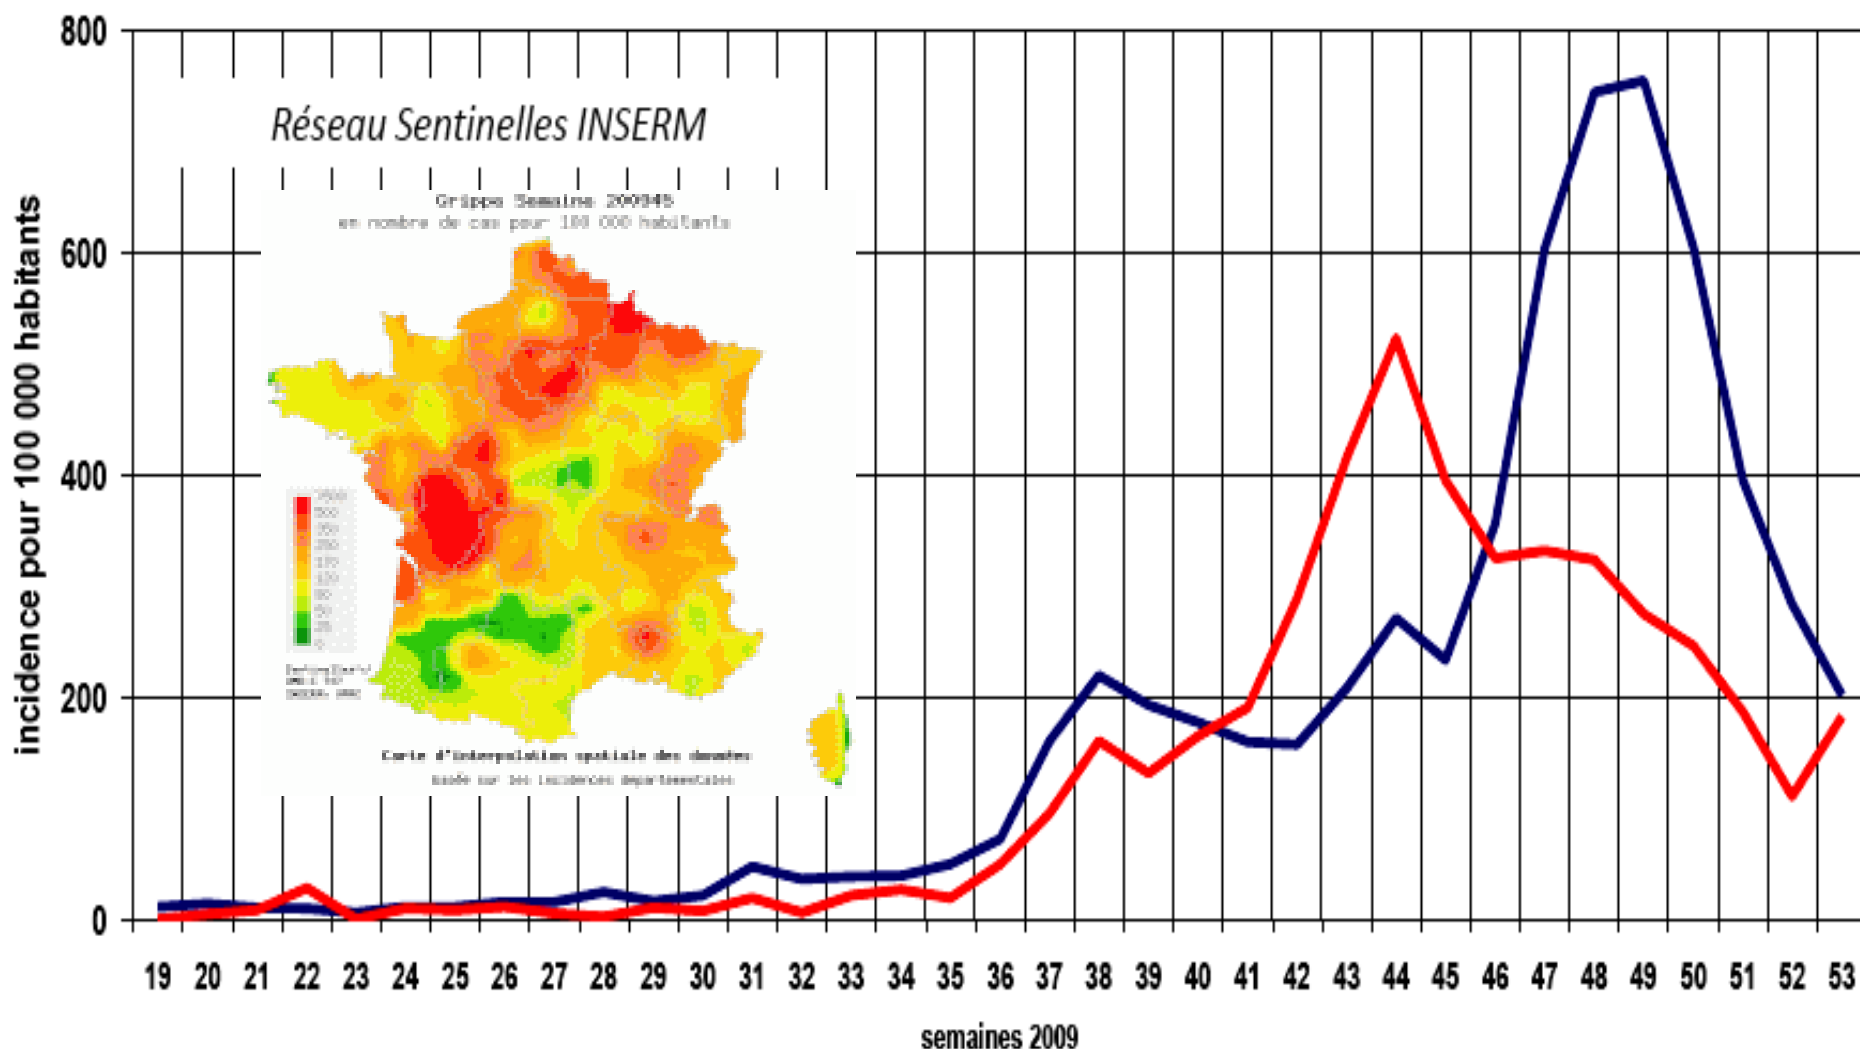 800
Réseau Sentinelles INSERM
Grippe Semaine 200945
en nombre de cas pour 100 000 habitants
600
400
200
0
Carte d'interpolation spatiale des données
basée sur les incidences départementales
incidence pour 100 000 habitants
19 20 21 22 23 24 25 26 27 28 29 30 31 32 33 34 35 36 37 38 39 40 41 42 43 44 45 46 47 48 49 50 51 52 53
semaines 2009